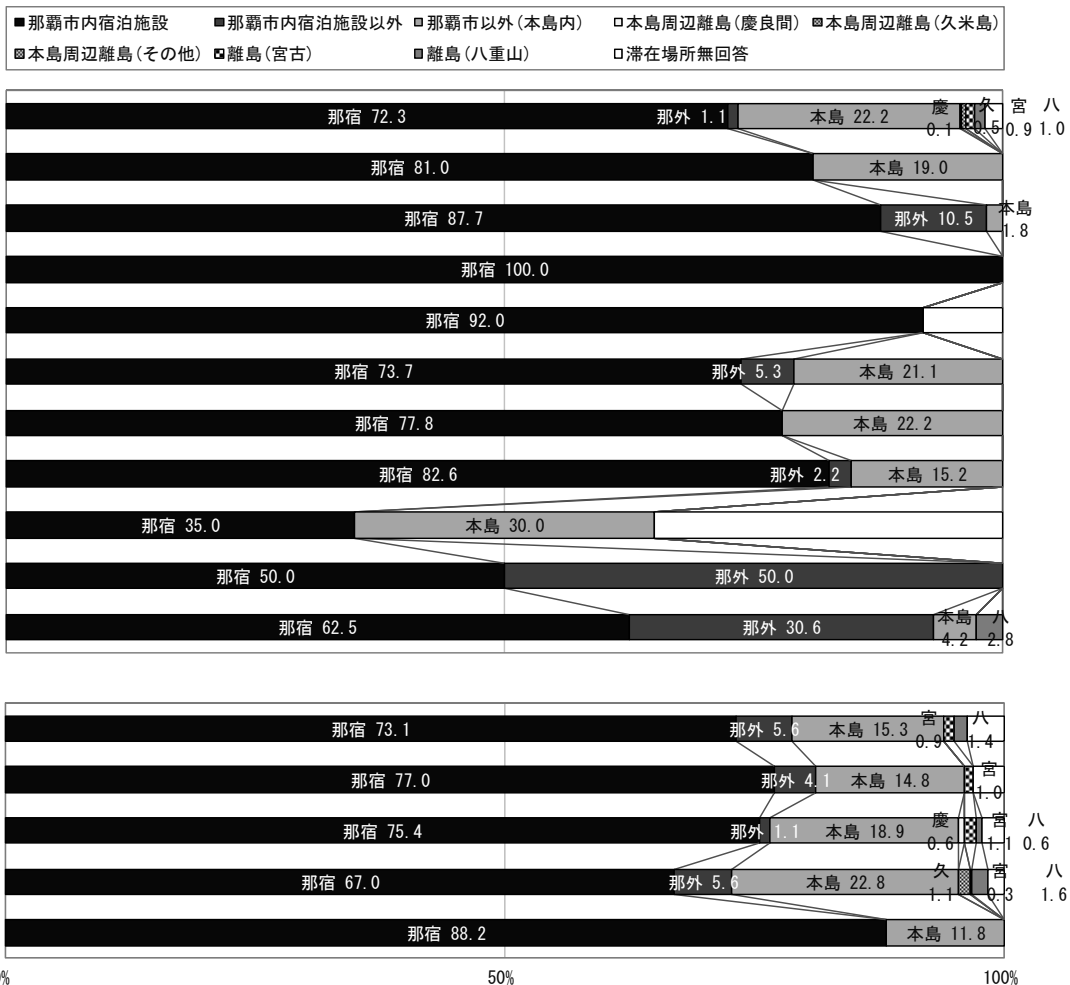 ■那覇市内宿泊施設 ■那覇市内宿泊施設以外 ■那覇市以外(本島内) □本島周辺離島(慶良間) ▩本島周辺離島(久米島)
▩本島周辺離島(その他) ▩離島(宮古) ■離島(八重山) □滞在場所無回答
那宿 72.3 那外 1.1 本島 22.2 慶 0.1 久 0.5 宮 0.9 八 1.0
那宿 81.0 本島 19.0
那宿 87.7 那外 10.5 本島 1.8
那宿 100.0
那宿 92.0
那宿 73.7 那外 5.3 本島 21.1
那宿 77.8 本島 22.2
那宿 82.6 那外 2.2 本島 15.2
那宿 35.0 本島 30.0
那宿 50.0 那外 50.0
那宿 62.5 那外 30.6 本島 4.2 八 2.8
那宿 73.1 那外 5.6 本島 15.3 宮 0.9 八 1.4
那宿 77.0 那外 4.1 本島 14.8 宮 1.0
那宿 75.4 那外 1.1 本島 18.9 慶 0.6 宮 1.1 八 0.6
那宿 67.0 那外 5.6 本島 22.8 久 1.1 宮 0.3 八 1.6
那宿 88.2 本島 11.8
0% 50% 100%